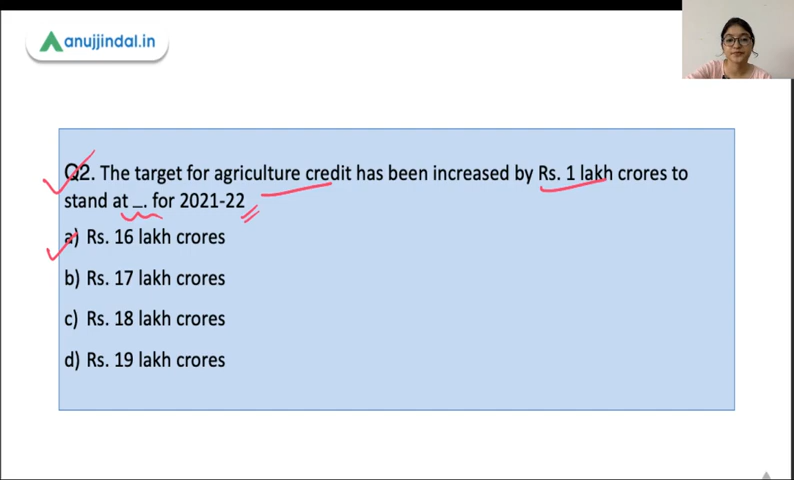 anujjindal.in
Q2. The target for agriculture credit has been increased by Rs. 1 lakh crores to
stand at _. for 2021-22
a) Rs. 16 lakh crores
b) Rs. 17 lakh crores
c) Rs. 18 lakh crores
d) Rs. 19 lakh crores